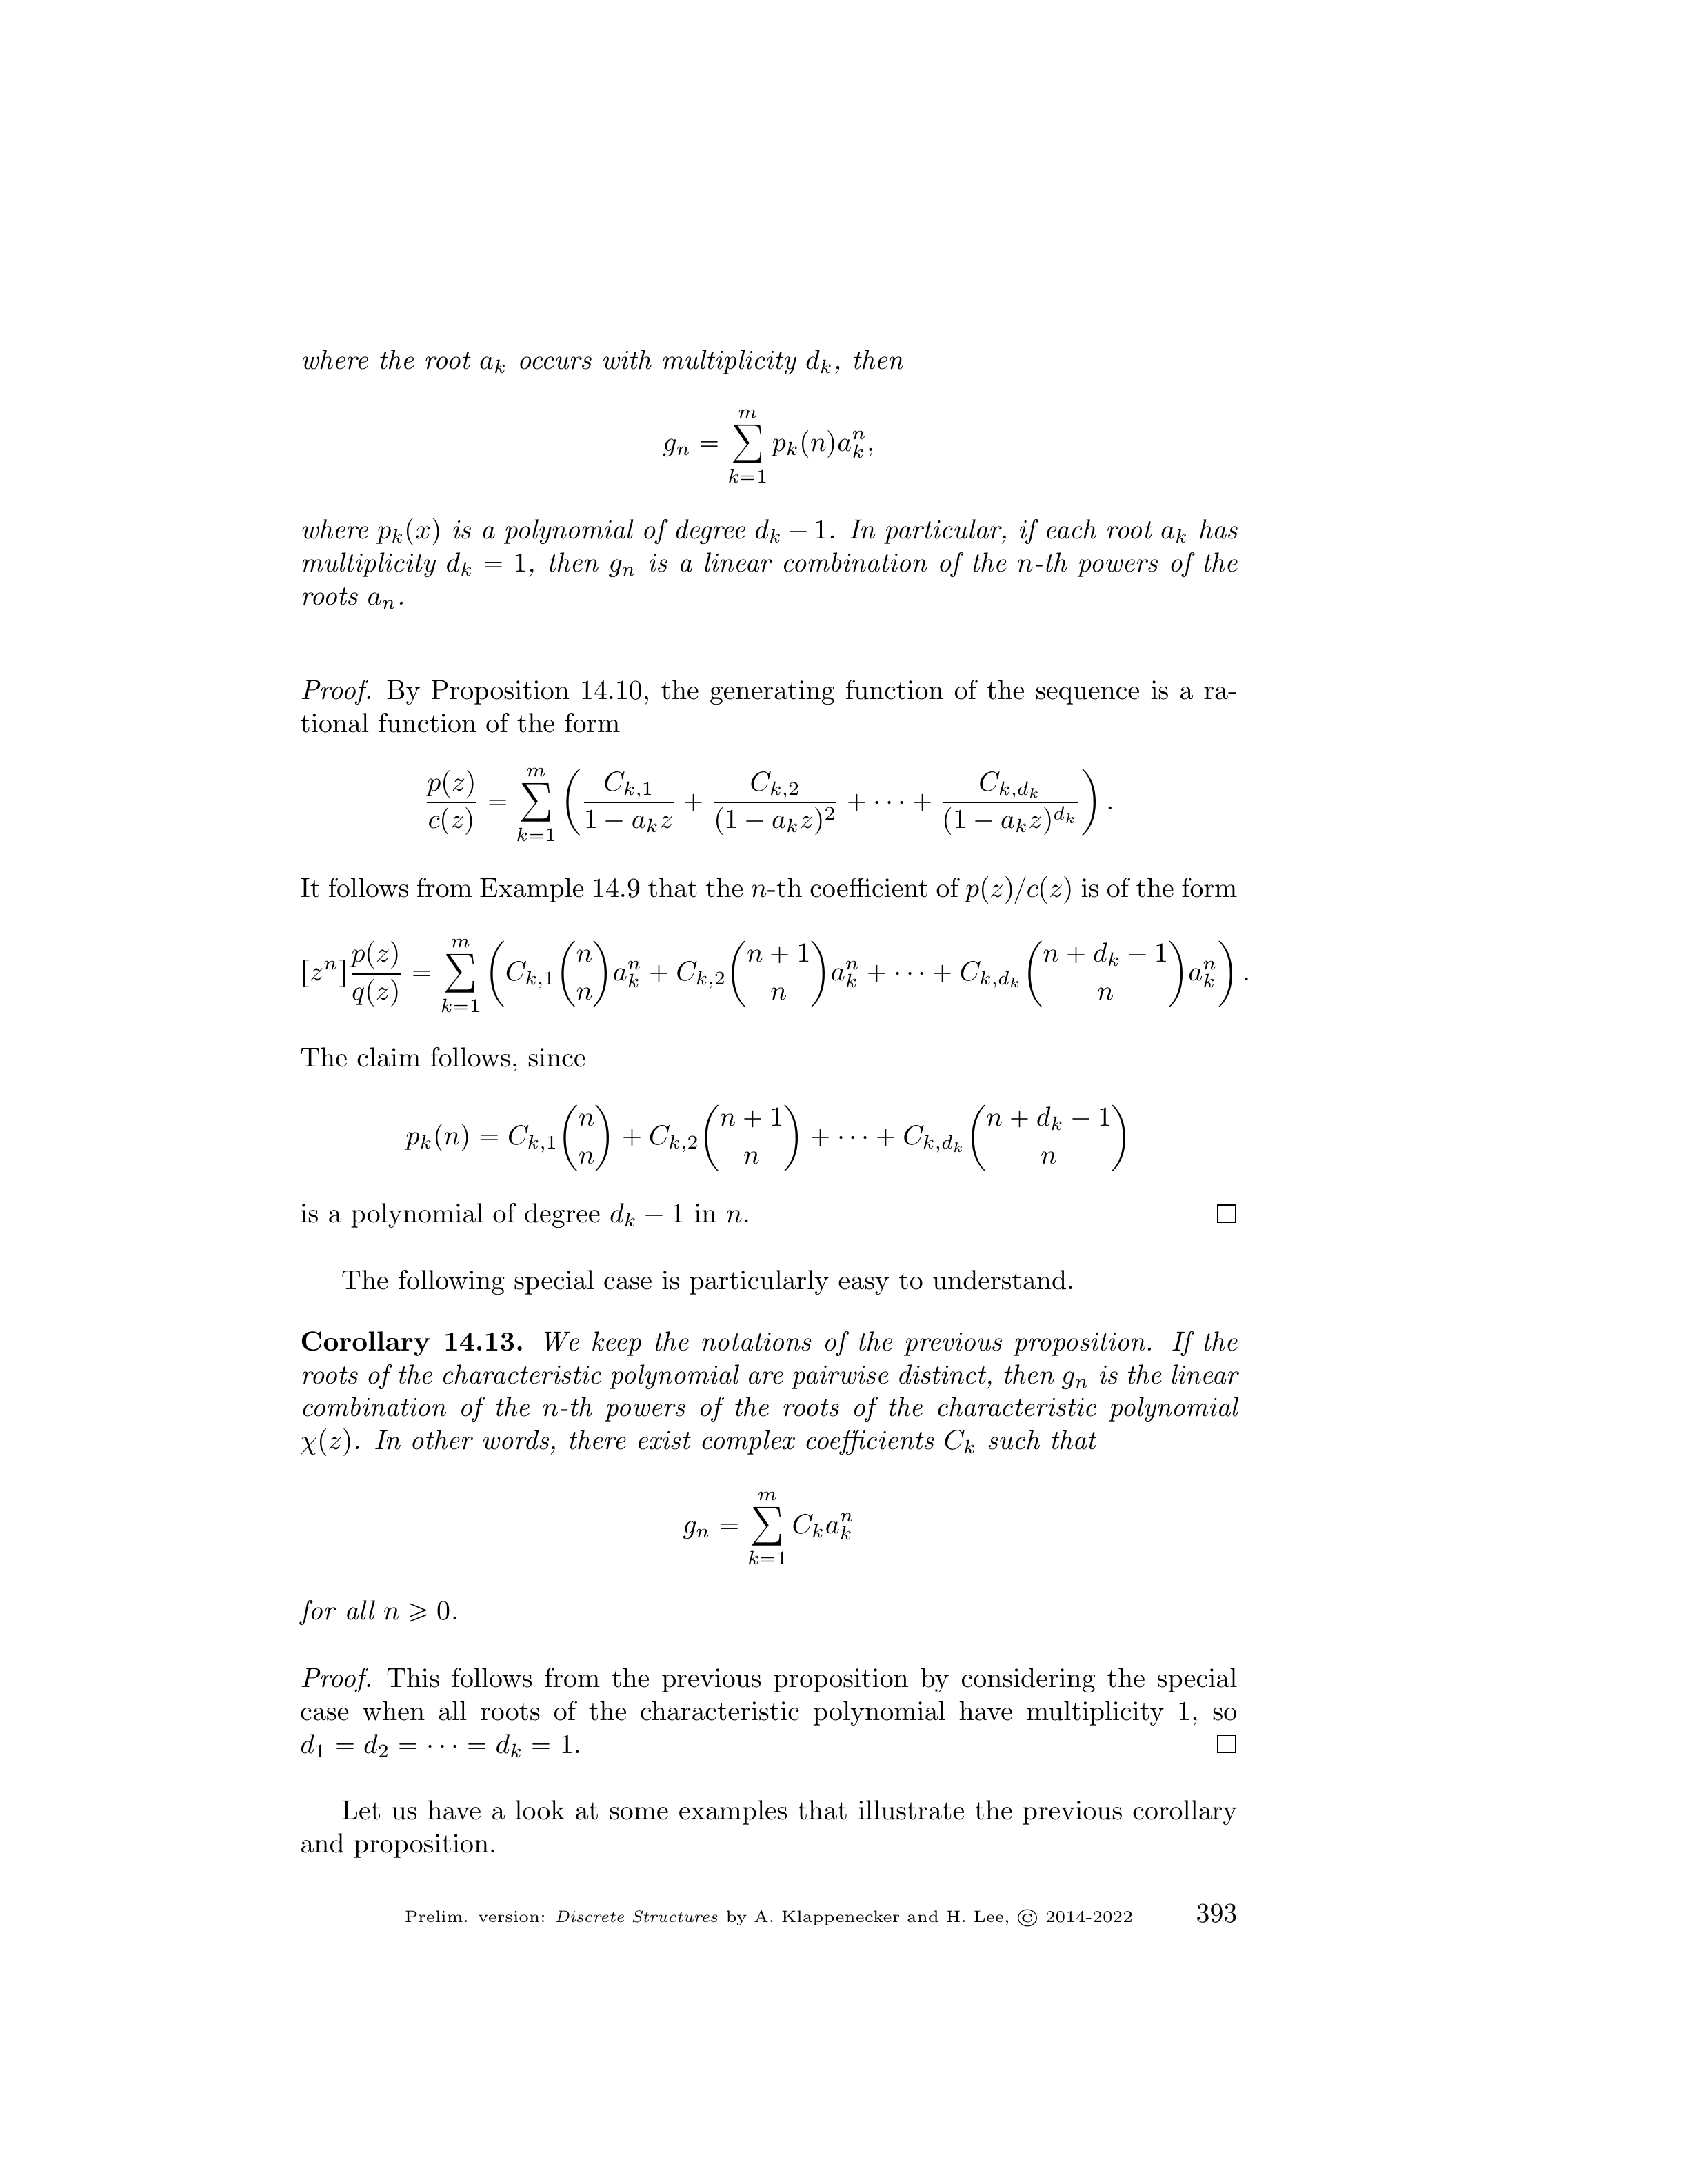 where the root $a_k$ occurs with multiplicity $d_k$, then
$$g_n = \sum_{k=1}^{m} p_k(n)a_k^n,$$
where $p_k(x)$ is a polynomial of degree $d_k - 1$. In particular, if each root $a_k$ has
multiplicity $d_k = 1$, then $g_n$ is a linear combination of the $n$-th powers of the
roots $a_n$.
Proof. By Proposition 14.10, the generating function of the sequence is a ra-
tional function of the form
$$\frac{p(z)}{c(z)} = \sum_{k=1}^{m} \left( \frac{C_{k,1}}{1 - a_k z} + \frac{C_{k,2}}{(1 - a_k z)^2} + \cdots + \frac{C_{k,d_k}}{(1 - a_k z)^{d_k}} \right).$$
It follows from Example 14.9 that the $n$-th coefficient of $p(z)/c(z)$ is of the form
$$[z^n]\frac{p(z)}{q(z)} = \sum_{k=1}^{m} \left( C_{k,1}\binom{n}{n}a_k^n + C_{k,2}\binom{n+1}{n}a_k^n + \cdots + C_{k,d_k}\binom{n+d_k-1}{n}a_k^n \right).$$
The claim follows, since
$$p_k(n) = C_{k,1}\binom{n}{n} + C_{k,2}\binom{n+1}{n} + \cdots + C_{k,d_k}\binom{n+d_k-1}{n}$$
is a polynomial of degree $d_k - 1$ in $n$. □
The following special case is particularly easy to understand.
Corollary 14.13. We keep the notations of the previous proposition. If the
roots of the characteristic polynomial are pairwise distinct, then $g_n$ is the linear
combination of the $n$-th powers of the roots of the characteristic polynomial
$\chi(z)$. In other words, there exist complex coefficients $C_k$ such that
$$g_n = \sum_{k=1}^{m} C_k a_k^n$$
for all $n \geqslant 0$.
Proof. This follows from the previous proposition by considering the special
case when all roots of the characteristic polynomial have multiplicity 1, so
$d_1 = d_2 = \cdots = d_k = 1$. □
Let us have a look at some examples that illustrate the previous corollary
and proposition.
Prelim. version: Discrete Structures by A. Klappenecker and H. Lee, © 2014-2022 393